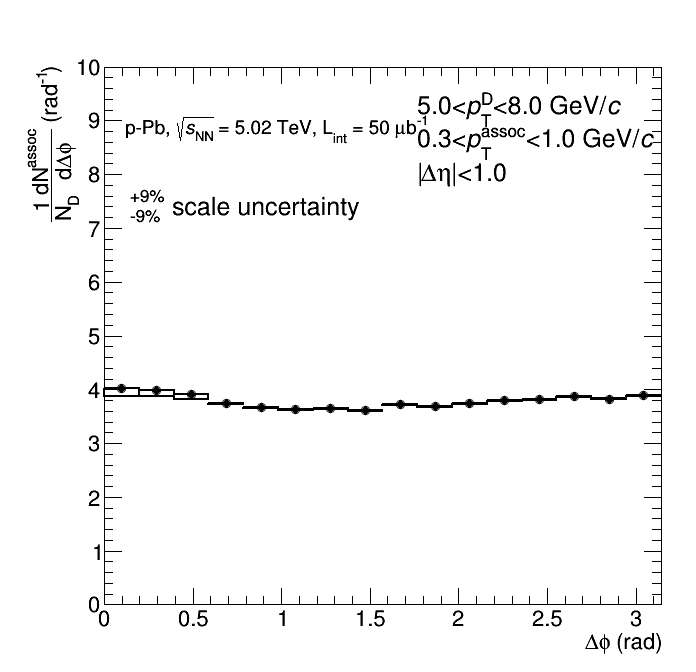 10
9
8
7
6
5
4
3
2
1
0
1 dN^assoc / N_D dΔϕ (rad^-1)
p-Pb, √s_NN = 5.02 TeV, L_int = 50 μb^-1
5.0<p_T^D<8.0 GeV/c
0.3<p_T^assoc<1.0 GeV/c
|Δη|<1.0
+9%
-9% scale uncertainty
0 0.5 1 1.5 2 2.5 3
Δϕ (rad)